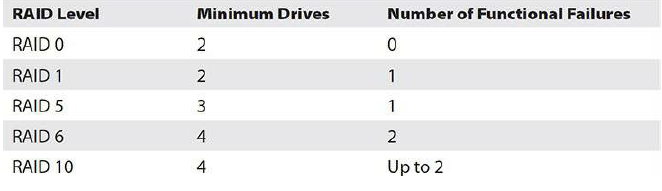 RAID Level Minimum Drives Number of Functional Failures
RAID 0 2 0
RAID 1 2 1
RAID 5 3 1
RAID 6 4 2
RAID 10 4 Up to 2